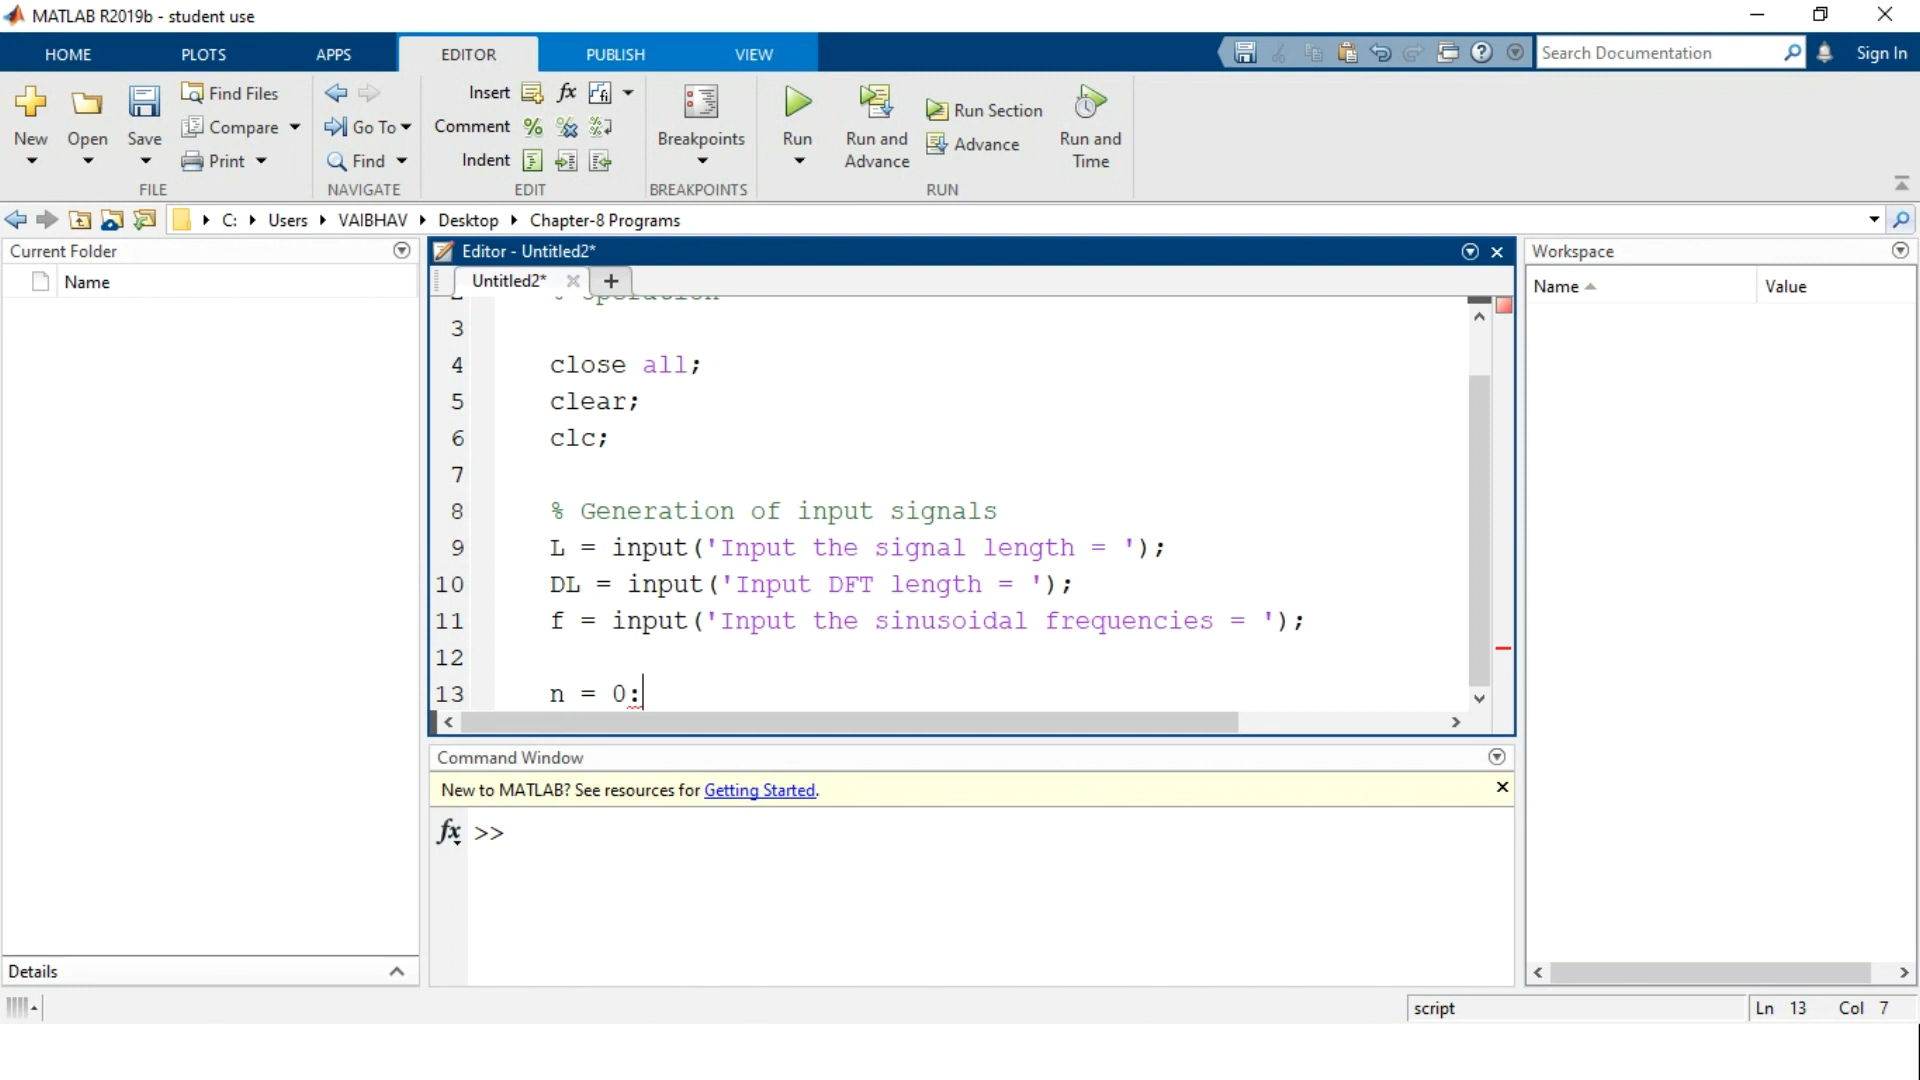 MATLAB R2019b - student use
HOME PLOTS APPS EDITOR PUBLISH VIEW Search Documentation Sign In
New Open Save Find Files Compare Print FILE
Go To Find NAVIGATE
Insert fx Comment Indent EDIT
Breakpoints BREAKPOINTS
Run Run and Advance Run Section Advance Run and Time RUN
C: Users VAIBHAV Desktop Chapter-8 Programs
Current Folder
Name
Editor - Untitled2*
Untitled2* +
3
4 close all;
5 clear;
6 clc;
7
8 % Generation of input signals
9 L = input('Input the signal length = ');
10 DL = input('Input DFT length = ');
11 f = input('Input the sinusoidal frequencies = ');
12
13 n = 0:
Workspace
Name Value
Command Window
New to MATLAB? See resources for Getting Started.
fx >>
Details
script Ln 13 Col 7